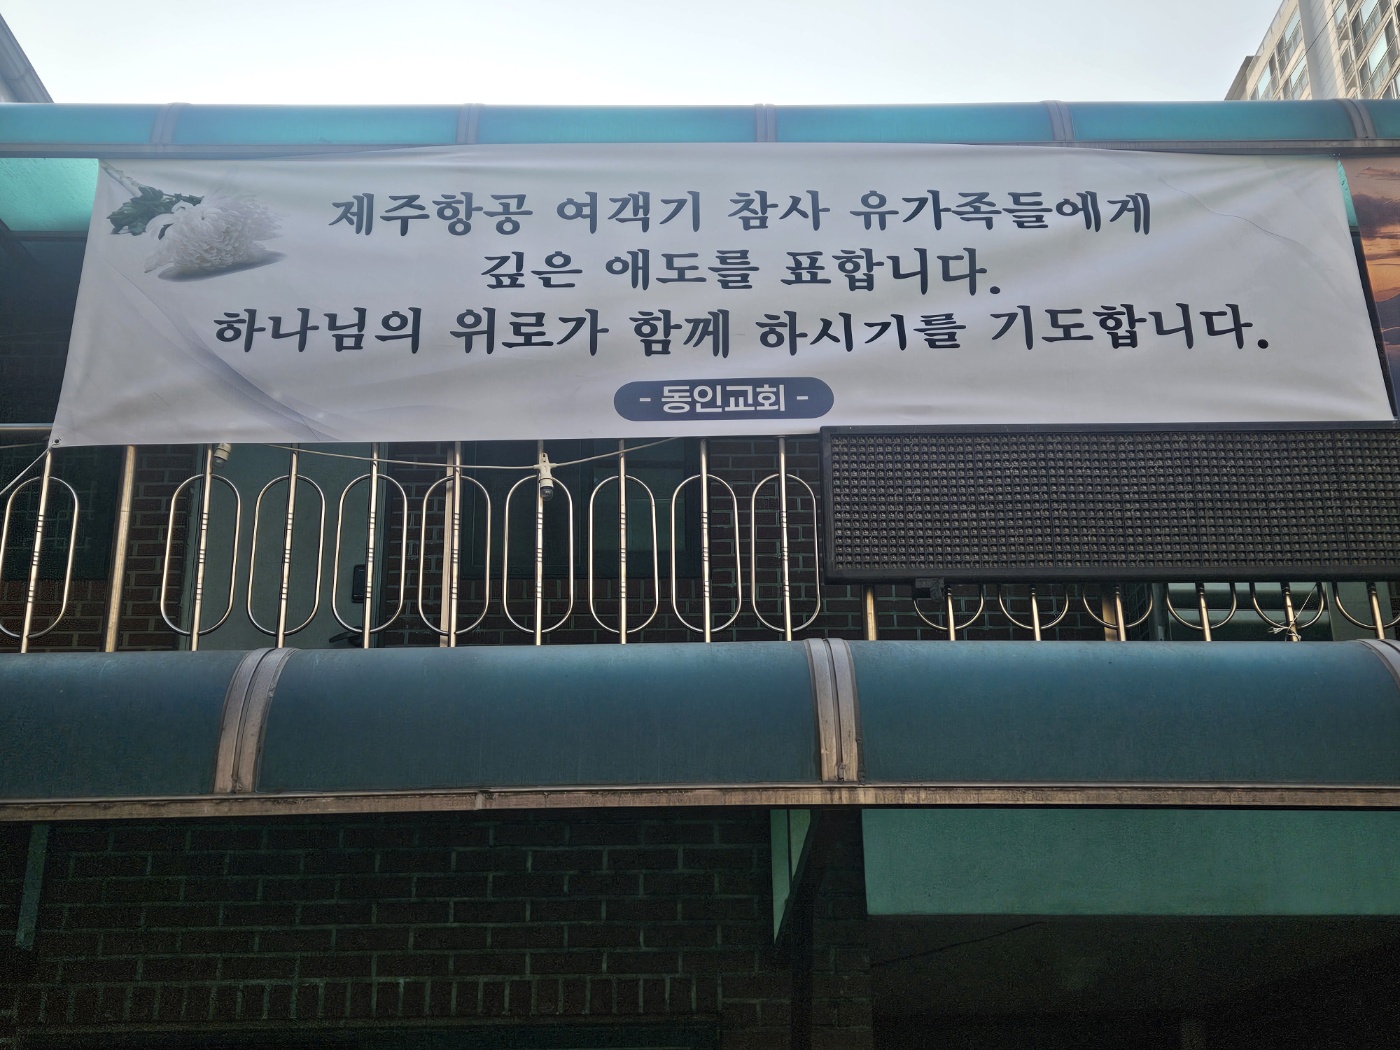 제주항공 여객기 참사 유가족들에게
깊은 애도를 표합니다.
하나님의 위로가 함께 하시기를 기도합니다.
- 동인교회 -